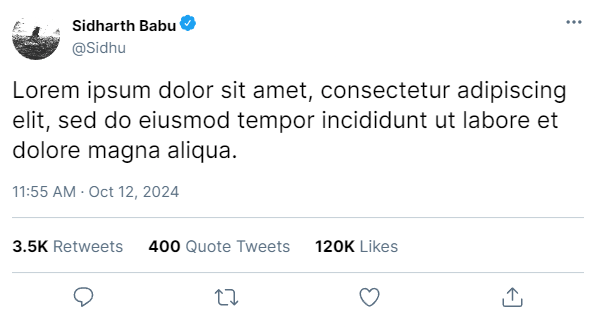 Sidharth Babu
@Sidhu
Lorem ipsum dolor sit amet, consectetur adipiscing
elit, sed do eiusmod tempor incididunt ut labore et
dolore magna aliqua.
11:55 AM · Oct 12, 2024
3.5K Retweets 400 Quote Tweets 120K Likes